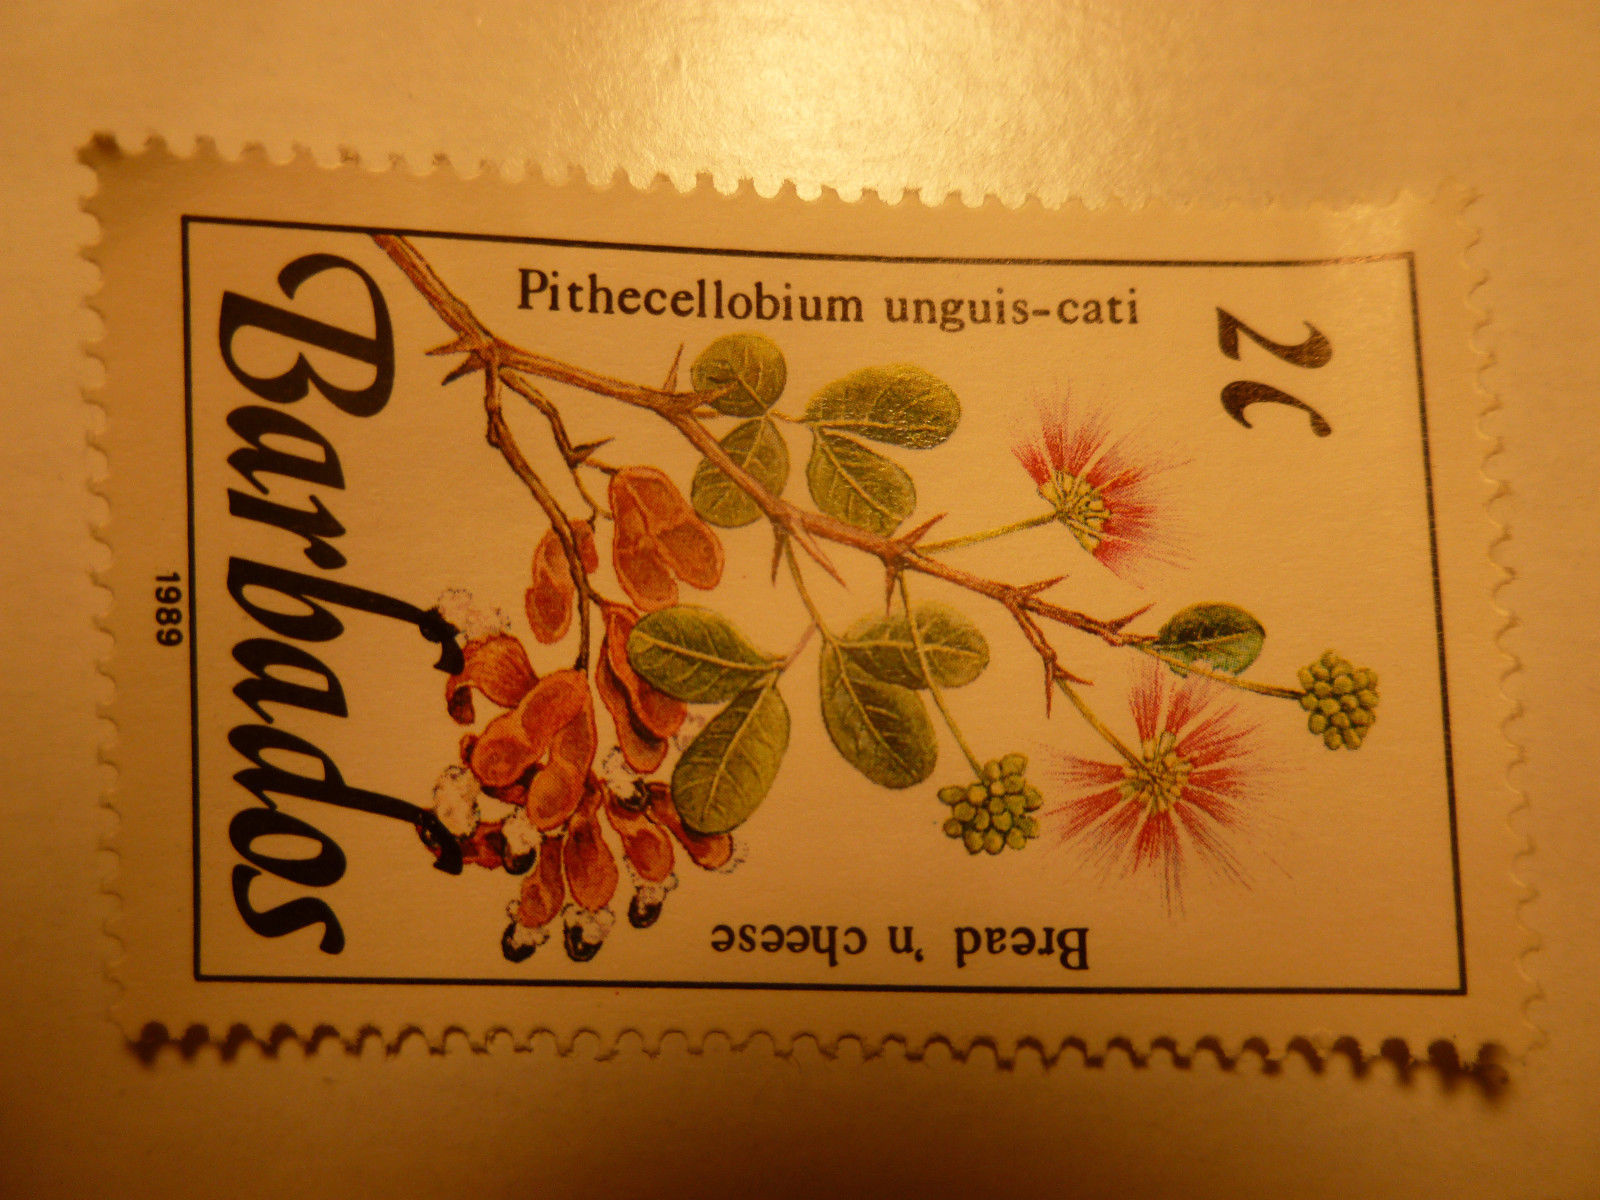 2c
Pithecellobium unguis-cati
Bread 'n cheese
Barbados
1989